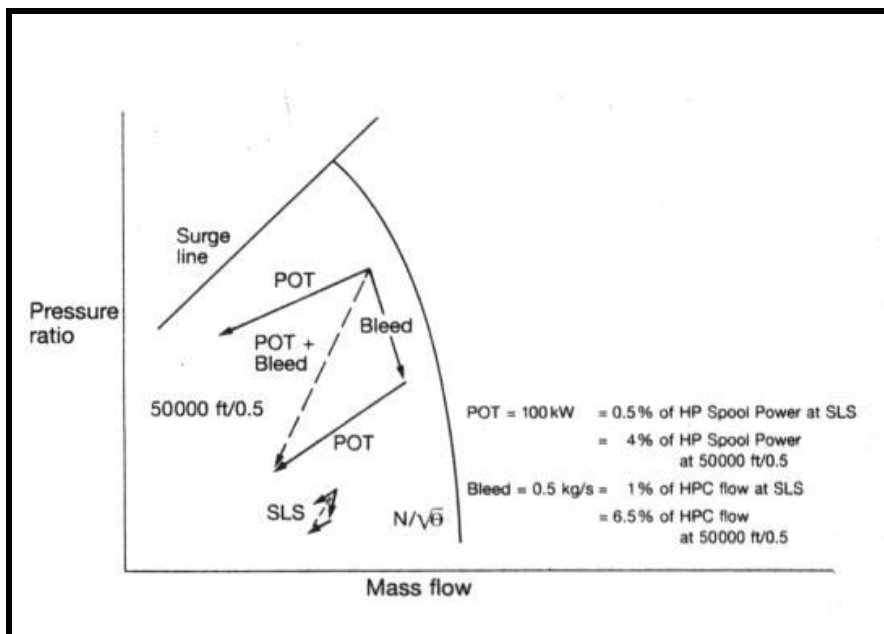 Surge
line
POT
Pressure
ratio
Bleed
POT +
Bleed
50000 ft/0.5
POT
POT = 100kW = 0.5% of HP Spool Power at SLS
= 4% of HP Spool Power
at 50000 ft/0.5
Bleed = 0.5 kg/s = 1% of HPC flow at SLS
= 6.5% of HPC flow
at 50000 ft/0.5
SLS
N/√θ
Mass flow